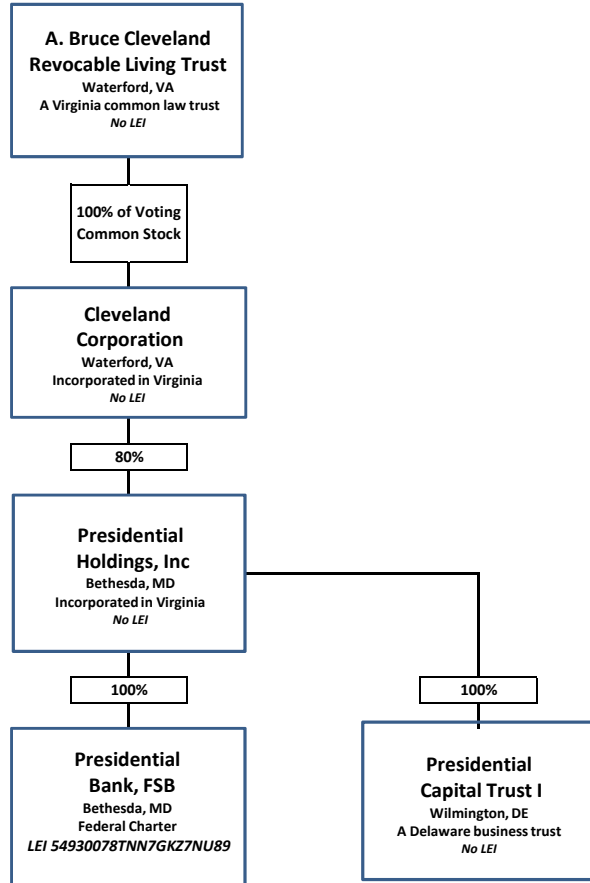 A. Bruce Cleveland
Revocable Living Trust
Waterford, VA
A Virginia common law trust
No LEI
100% of Voting
Common Stock
Cleveland
Corporation
Waterford, VA
Incorporated in Virginia
No LEI
80%
Presidential
Holdings, Inc
Bethesda, MD
Incorporated in Virginia
No LEI
100%
100%
Presidential
Bank, FSB
Bethesda, MD
Federal Charter
LEI 54930078TNN7GKZ7NU89
Presidential
Capital Trust I
Wilmington, DE
A Delaware business trust
No LEI